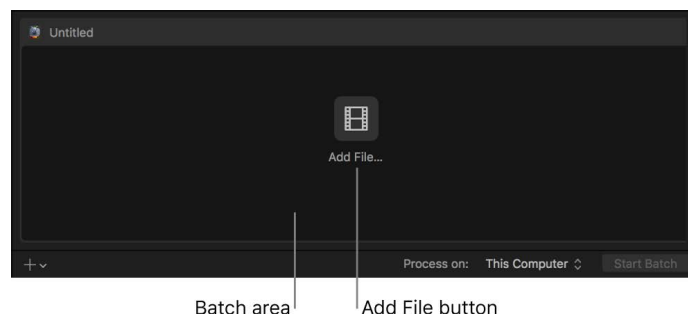 Untitled
Add File...
Process on: This Computer Start Batch
Batch area Add File button